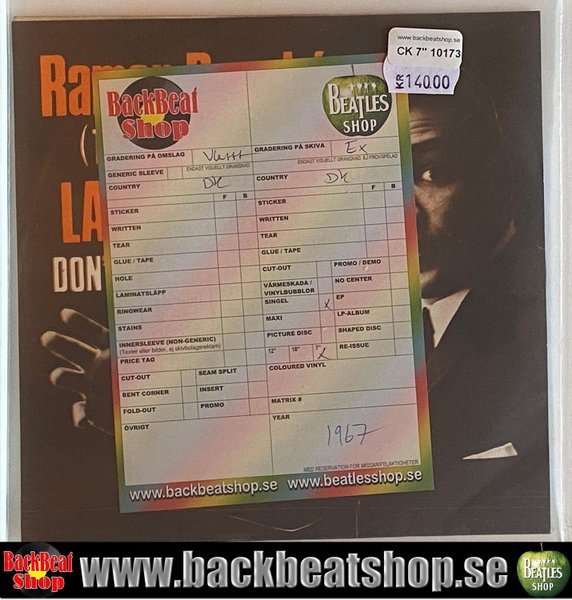 www.backbeatshop.se
CK 7" 10173
KR 140.00
(
LA
DON'
BackBeat
Shop
BEATLES
SHOP
GRADERING PÅ OMSLAG
ENDAST VISUELLT GRANSKAD
GRADERING PÅ SKIVA Ex
ENDAST VISUELLT GRANSKAD, EJ PROVSPELAD
GENERIC SLEEVE
COUNTRY DK
COUNTRY DK
F B
F B
STICKER
STICKER
WRITTEN
WRITTEN
TEAR
TEAR
GLUE / TAPE
GLUE / TAPE
HOLE
CUT-OUT
PROMO / DEMO
LAMINATSLÄPP
VÄRMESKADA /
VINYLBUBBLOR
NO CENTER
RINGWEAR
SINGEL X
EP
STAINS
MAXI
LP-ALBUM
INNERSLEEVE (NON-GENERIC)
(Texter eller bilder, ej skivbolagsreklam)
PICTURE DISC
SHAPED DISC
PRICE TAG
12" 10" 7" X
RE-ISSUE
CUT-OUT
SEAM SPLIT
COLOURED VINYL
BENT CORNER
INSERT
FOLD-OUT
PROMO
MATRIX #
ÖVRIGT
YEAR
1967
MED RESERVATION FÖR MISSAR/FELAKTIGHETER
www.backbeatshop.se www.beatlesshop.se
BackBeat
Shop
www.backbeatshop.se
BEATLES
SHOP